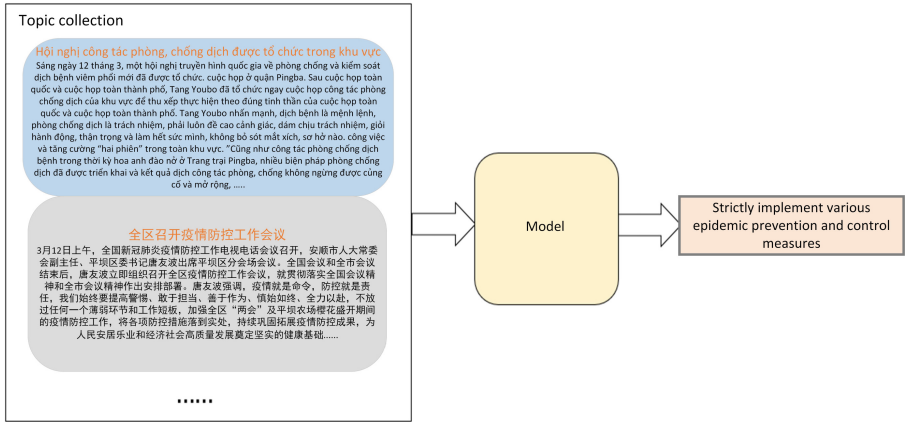 Topic collection
Hội nghị công tác phòng, chống dịch được tổ chức trong khu vực
Sáng ngày 12 tháng 3, một hội nghị truyền hình quốc gia về phòng chống và kiểm soát
dịch bệnh viêm phổi mới đã được tổ chức. cuộc họp ở quận Pingba. Sau cuộc họp toàn
quốc và cuộc họp toàn thành phố, Tang Youbo đã tổ chức ngay cuộc họp công tác phòng
chống dịch của khu vực để thu xếp thực hiện theo đúng tinh thần của cuộc họp toàn
quốc và cuộc họp toàn thành phố. Tang Youbo nhấn mạnh, dịch bệnh là mệnh lệnh,
phòng chống dịch là trách nhiệm, phải luôn đề cao cảnh giác, dám chịu trách nhiệm, giỏi
hành động, thận trọng và làm hết sức mình, không bỏ sót mắt xích, sơ hở nào. công việc
và tăng cường “hai phiên” trong toàn khu vực. ”Cũng như công tác phòng chống dịch
bệnh trong thời kỳ hoa anh đào nở ở Trang trại Pingba, nhiều biện pháp phòng chống
dịch đã được triển khai và kết quả dịch công tác phòng, chống không ngừng được củng
cố và mở rộng, .....
全区召开疫情防控工作会议
3月12日上午，全国新冠肺炎疫情防控工作电视电话会议召开，安顺市人大常委
会副主任、平坝区委书记唐友波出席平坝区分会场会议。全国会议和全市会议
结束后，唐友波立即组织召开全区疫情防控工作会议，就贯彻落实全国会议精
神和全市会议精神作出安排部署。唐友波强调，疫情就是命令，防控就是责
任，我们始终要提高警惕、敢于担当、善于作为、慎始如终、全力以赴，不放
过任何一个薄弱环节和工作短板，加强全区“两会”及平坝农场樱花盛开期间
的疫情防控工作，将各项防控措施落到实处，持续巩固拓展疫情防控成果，为
人民安居乐业和经济社会高质量发展奠定坚实的健康基础......
......
Model
Strictly implement various
epidemic prevention and control
measures